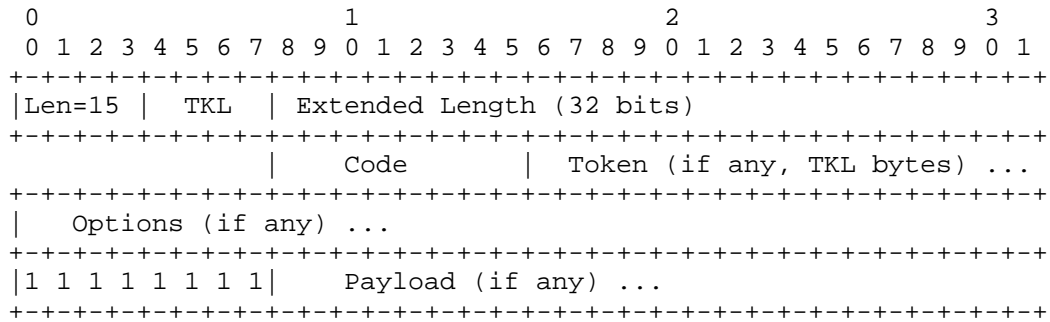 0                   1                   2                   3
 0 1 2 3 4 5 6 7 8 9 0 1 2 3 4 5 6 7 8 9 0 1 2 3 4 5 6 7 8 9 0 1
+-+-+-+-+-+-+-+-+-+-+-+-+-+-+-+-+-+-+-+-+-+-+-+-+-+-+-+-+-+-+-+-+
|Len=15 |  TKL  | Extended Length (32 bits)
+-+-+-+-+-+-+-+-+-+-+-+-+-+-+-+-+-+-+-+-+-+-+-+-+-+-+-+-+-+-+-+-+
                |    Code       |  Token (if any, TKL bytes) ...
+-+-+-+-+-+-+-+-+-+-+-+-+-+-+-+-+-+-+-+-+-+-+-+-+-+-+-+-+-+-+-+-+
|   Options (if any) ...
+-+-+-+-+-+-+-+-+-+-+-+-+-+-+-+-+-+-+-+-+-+-+-+-+-+-+-+-+-+-+-+-+
|1 1 1 1 1 1 1 1|    Payload (if any) ...
+-+-+-+-+-+-+-+-+-+-+-+-+-+-+-+-+-+-+-+-+-+-+-+-+-+-+-+-+-+-+-+-+